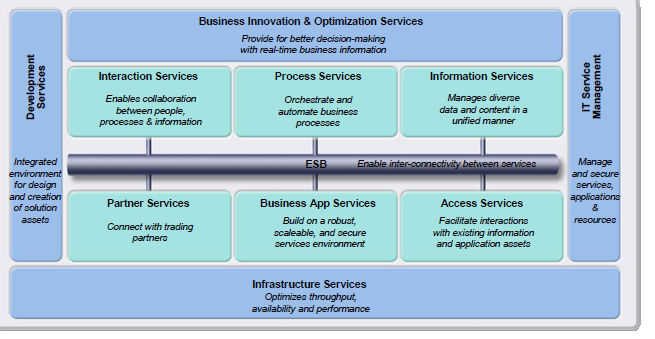 Business Innovation & Optimization Services
Provide for better decision-making
with real-time business information
Development
Services
Integrated
environment
for design
and creation
of solution
assets
Interaction Services
Enables collaboration
between people,
processes & information
Process Services
Orchestrate and
automate business
processes
Information Services
Manages diverse
data and content in a
unified manner
IT Service
Management
Manage
and secure
services,
applications
&
resources
ESB Enable inter-connectivity between services
Partner Services
Connect with trading
partners
Business App Services
Build on a robust,
scaleable, and secure
services environment
Access Services
Facilitate interactions
with existing information
and application assets
Infrastructure Services
Optimizes throughput,
availability and performance